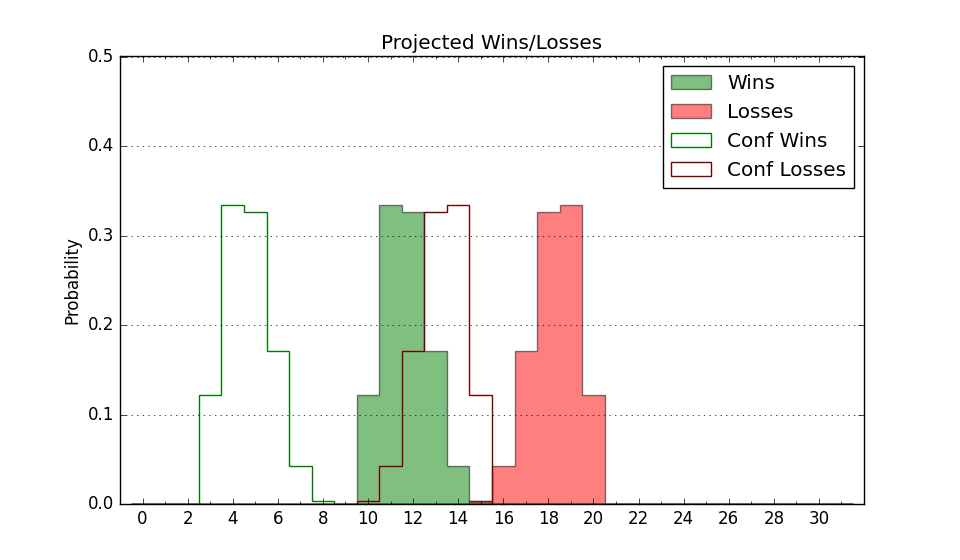 Projected Wins/Losses
0.5
0.4
0.3
0.2
0.1
0.0
Probability
Wins
Losses
Conf Wins
Conf Losses
0 2 4 6 8 10 12 14 16 18 20 22 24 26 28 30